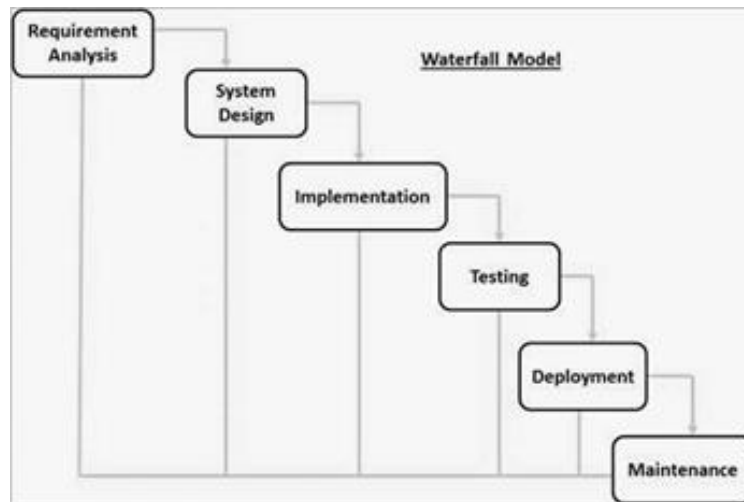 Requirement
Analysis
Waterfall Model
System
Design
Implementation
Testing
Deployment
Maintenance